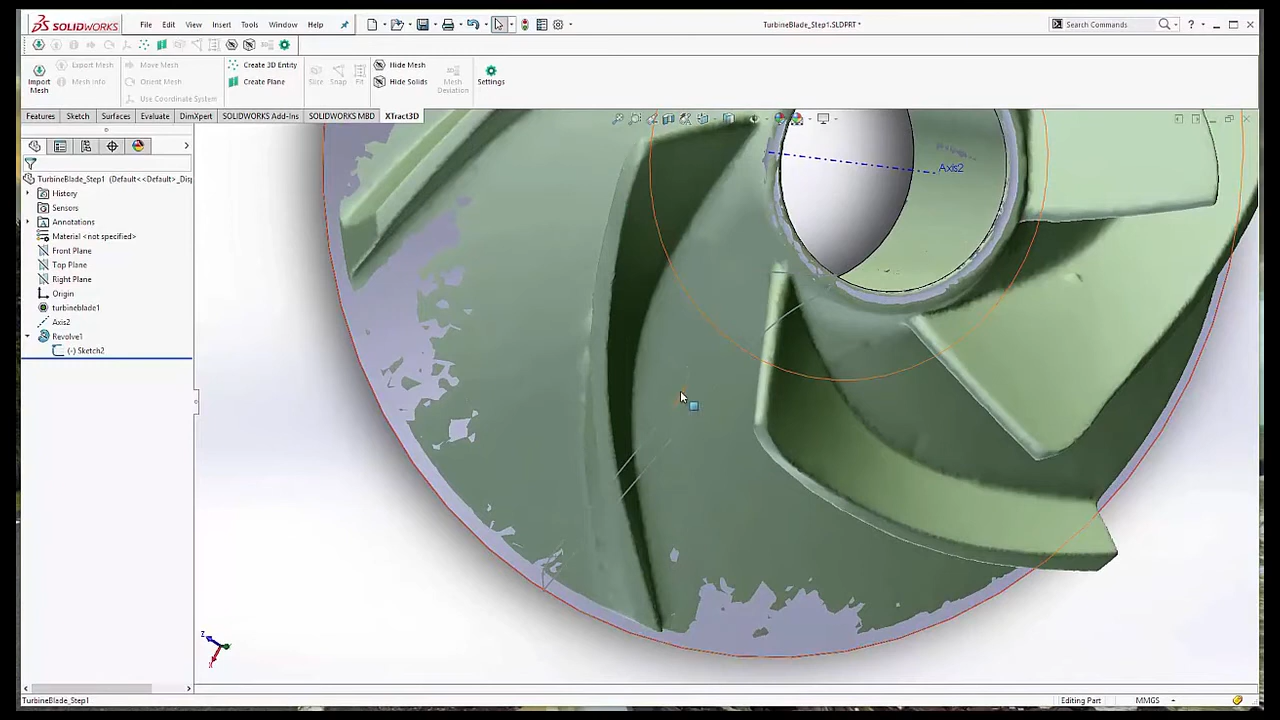 SOLIDWORKS File Edit View Insert Tools Window Help TurbineBlade_Step1.SLDPRT * Search Commands ?
Import Mesh Export Mesh Mesh Info Move Mesh Orient Mesh Use Coordinate System Create 3D Entity Create Plane Slice Snap Fit Hide Mesh Hide Solids Mesh Deviation Settings
Features Sketch Surfaces Evaluate DimXpert SOLIDWORKS Add-Ins SOLIDWORKS MBD XTract3D
TurbineBlade_Step1 (Default<<Default>_Disp
History
Sensors
Annotations
Material <not specified>
Front Plane
Top Plane
Right Plane
Origin
turbineblade1
Axis2
Revolve1
(-) Sketch2
Axis2
Z
X
TurbineBlade_Step1 Editing Part MMGS